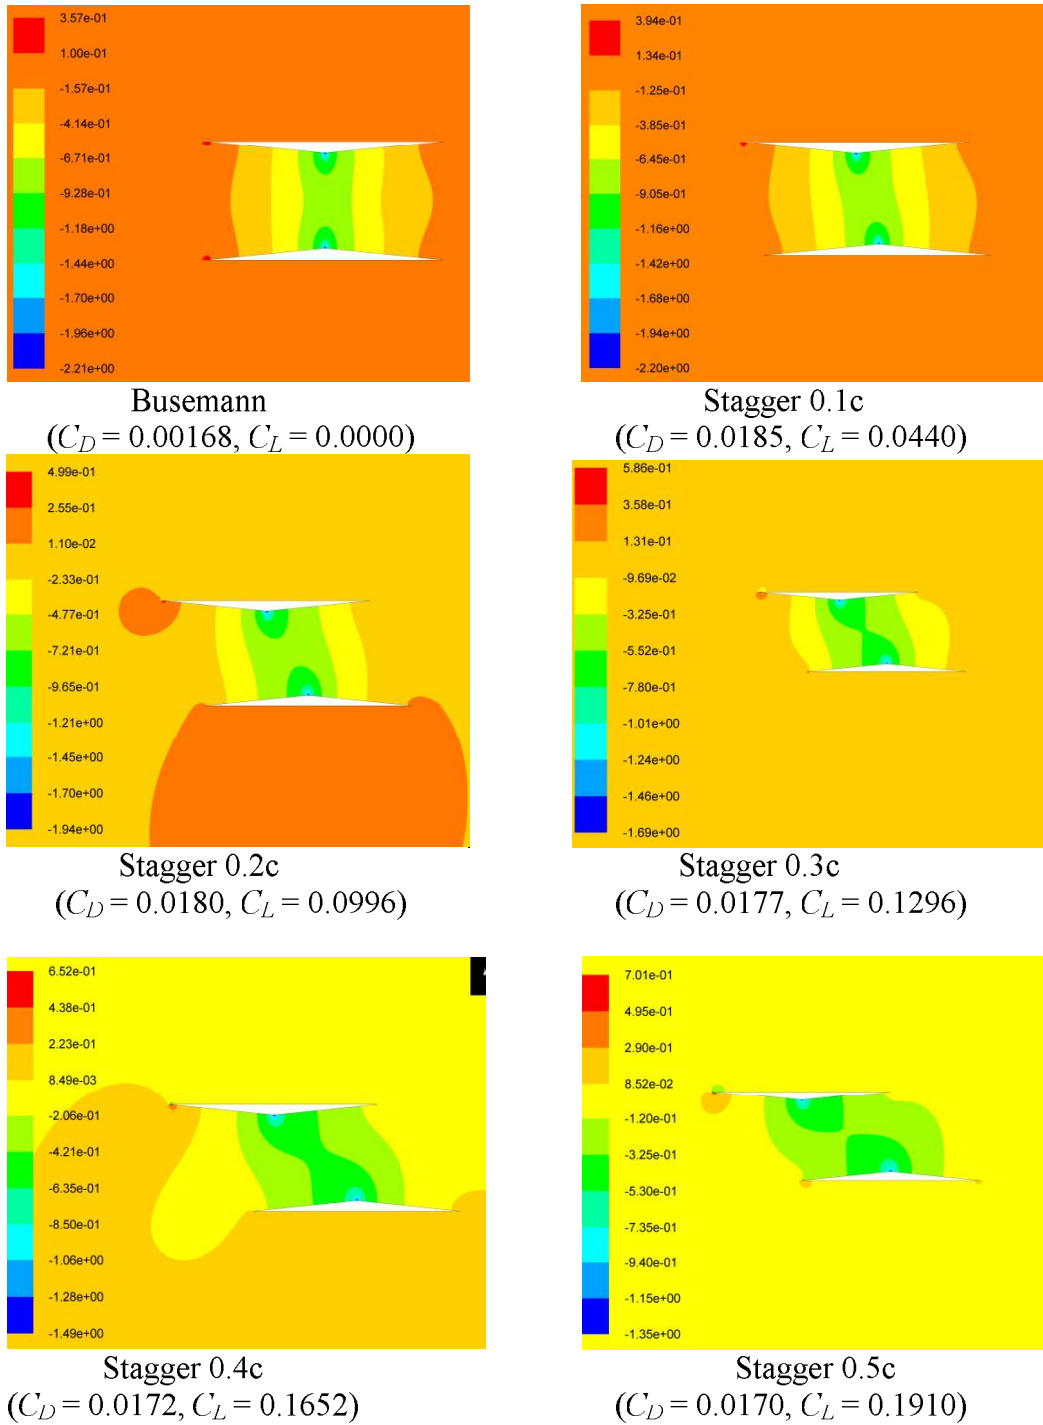 3.57e-01
1.00e-01
-1.57e-01
-4.14e-01
-6.71e-01
-9.28e-01
-1.18e+00
-1.44e+00
-1.70e+00
-1.96e+00
-2.21e+00
Busemann
(C_D = 0.00168, C_L = 0.0000)
3.94e-01
1.34e-01
-1.25e-01
-3.85e-01
-6.45e-01
-9.05e-01
-1.16e+00
-1.42e+00
-1.68e+00
-1.94e+00
-2.20e+00
Stagger 0.1c
(C_D = 0.0185, C_L = 0.0440)
4.99e-01
2.55e-01
1.10e-02
-2.33e-01
-4.77e-01
-7.21e-01
-9.65e-01
-1.21e+00
-1.45e+00
-1.70e+00
-1.94e+00
Stagger 0.2c
(C_D = 0.0180, C_L = 0.0996)
5.86e-01
3.58e-01
1.31e-01
-9.69e-02
-3.25e-01
-5.52e-01
-7.80e-01
-1.01e+00
-1.24e+00
-1.46e+00
-1.69e+00
Stagger 0.3c
(C_D = 0.0177, C_L = 0.1296)
6.52e-01
4.38e-01
2.23e-01
8.49e-03
-2.06e-01
-4.21e-01
-6.35e-01
-8.50e-01
-1.06e+00
-1.28e+00
-1.49e+00
Stagger 0.4c
(C_D = 0.0172, C_L = 0.1652)
7.01e-01
4.95e-01
2.90e-01
8.52e-02
-1.20e-01
-3.25e-01
-5.30e-01
-7.35e-01
-9.40e-01
-1.15e+00
-1.35e+00
Stagger 0.5c
(C_D = 0.0170, C_L = 0.1910)